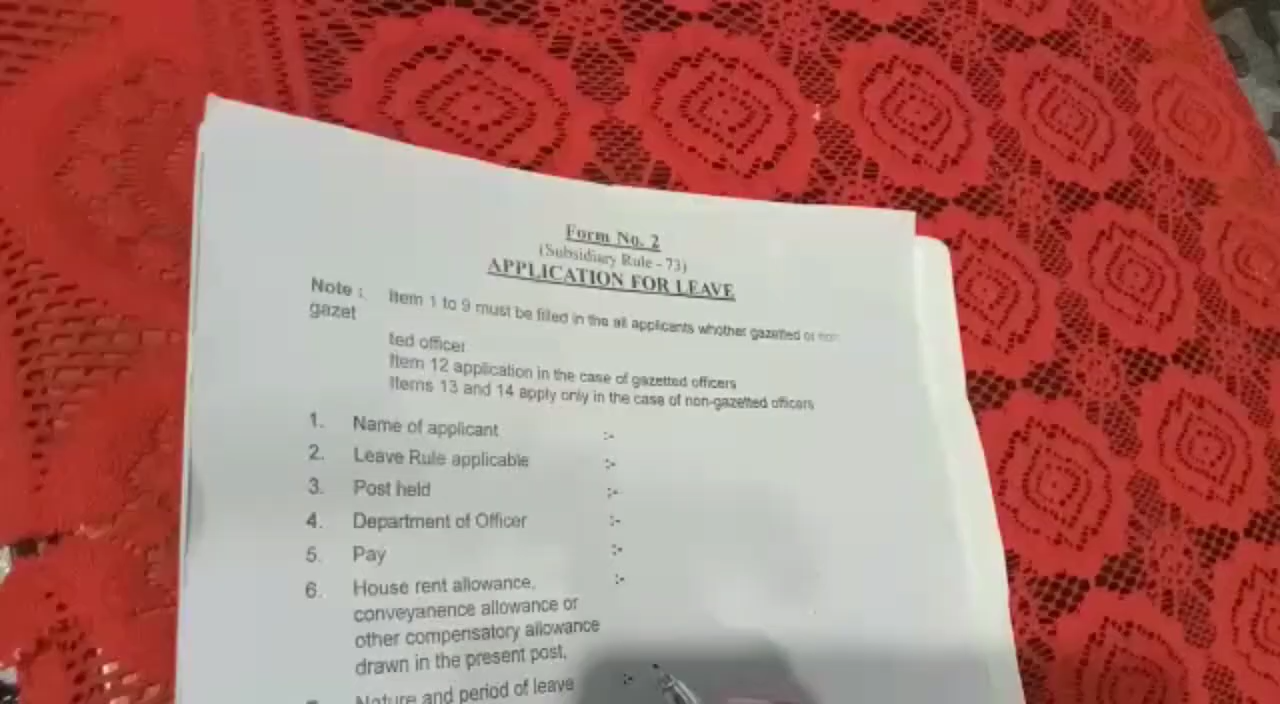 Form No. 2
(Subsidiary Rule - 73)
APPLICATION FOR LEAVE
Note : Item 1 to 9 must be filled in the all applicants whother gazetted or non
gazet
ted officer
Item 12 application in the case of gazetted officers
Items 13 and 14 apply only in the case of non-gazetted officers
1. Name of applicant :-
2. Leave Rule applicable :-
3. Post held :-
4. Department of Officer :-
5. Pay :-
6. House rent allowance, :-
conveyanence allowance or
other compensatory allowance
drawn in the present post.
Nature and period of leave :-